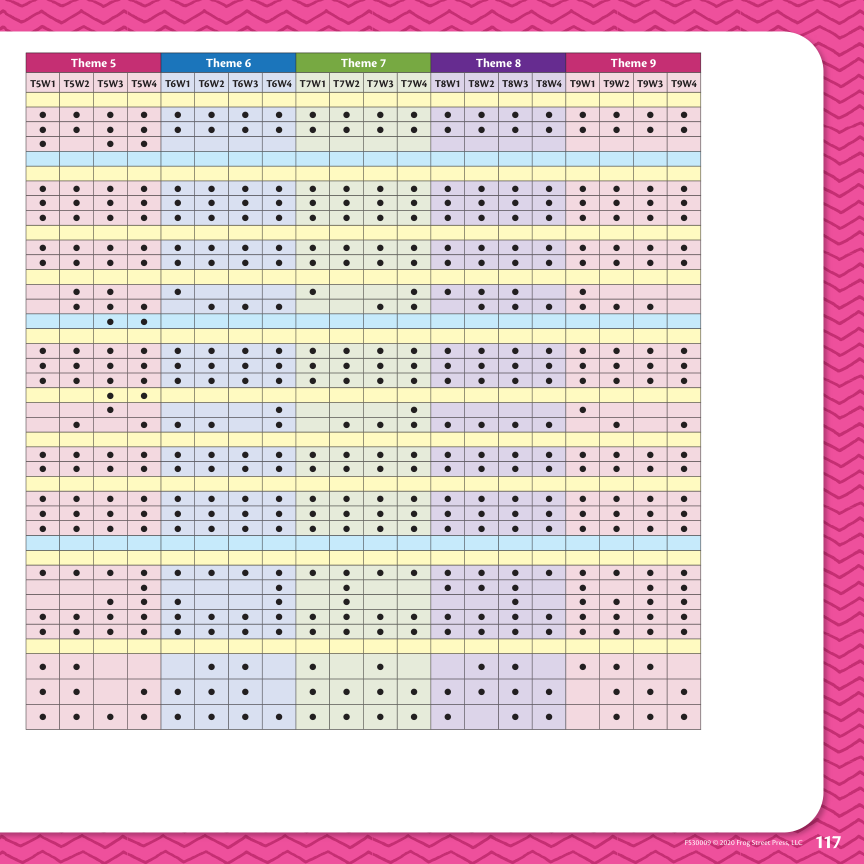 Theme 5 Theme 6 Theme 7 Theme 8 Theme 9
T5W1 T5W2 T5W3 T5W4 T6W1 T6W2 T6W3 T6W4 T7W1 T7W2 T7W3 T7W4 T8W1 T8W2 T8W3 T8W4 T9W1 T9W2 T9W3 T9W4
FS30009 © 2020 Frog Street Press, LLC 117